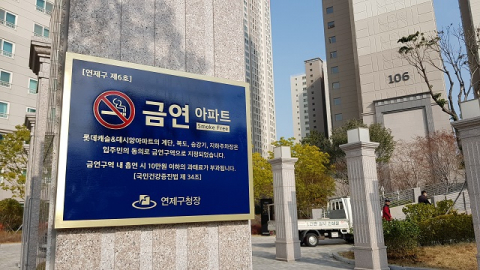 [연제구 제6호]
금연 아파트
Smoke Free
롯데캐슬&데시앙아파트의 계단, 복도, 승강기, 지하주차장은
입주민의 동의로 금연구역으로 지정되었습니다.
금연구역 내 흡연 시 10만원 이하의 과태료가 부과됩니다.
[국민건강증진법 제 34조]
연제구청장
106